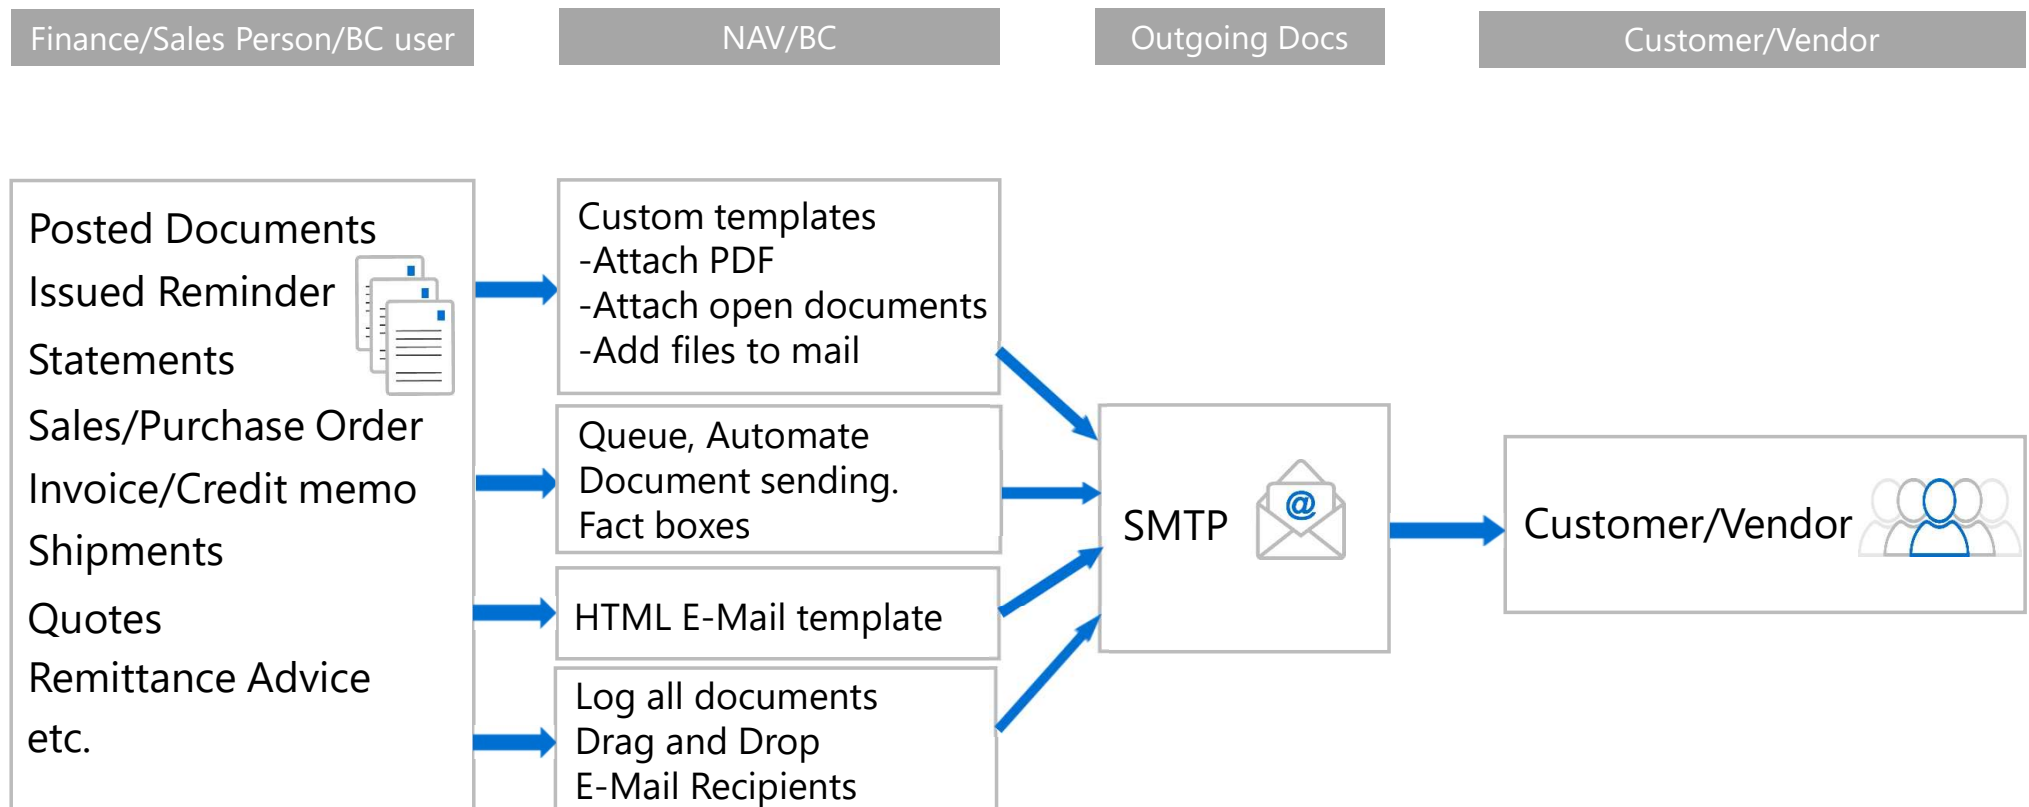 Finance/Sales Person/BC user
NAV/BC
Outgoing Docs
Customer/Vendor
Posted Documents
Issued Reminder
Statements
Sales/Purchase Order
Invoice/Credit memo
Shipments
Quotes
Remittance Advice
etc.
Custom templates
-Attach PDF
-Attach open documents
-Add files to mail
Queue, Automate
Document sending.
Fact boxes
HTML E-Mail template
Log all documents
Drag and Drop
E-Mail Recipients
SMTP
@
Customer/Vendor